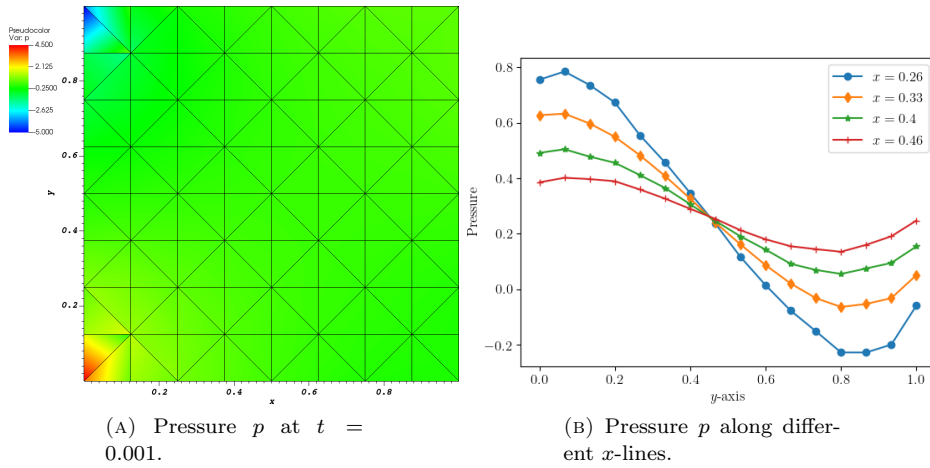 Pseudocolor
Var: p
4.500
2.125
-0.2500
-2.625
-5.000
0.8
0.6
0.4
0.2
y
0.2
0.4
0.6
0.8
x
(A) Pressure p at t =
0.001.
0.8
0.6
0.4
0.2
0.0
−0.2
Pressure
0.0
0.2
0.4
0.6
0.8
1.0
y-axis
x = 0.26
x = 0.33
x = 0.4
x = 0.46
(B) Pressure p along differ-
ent x-lines.